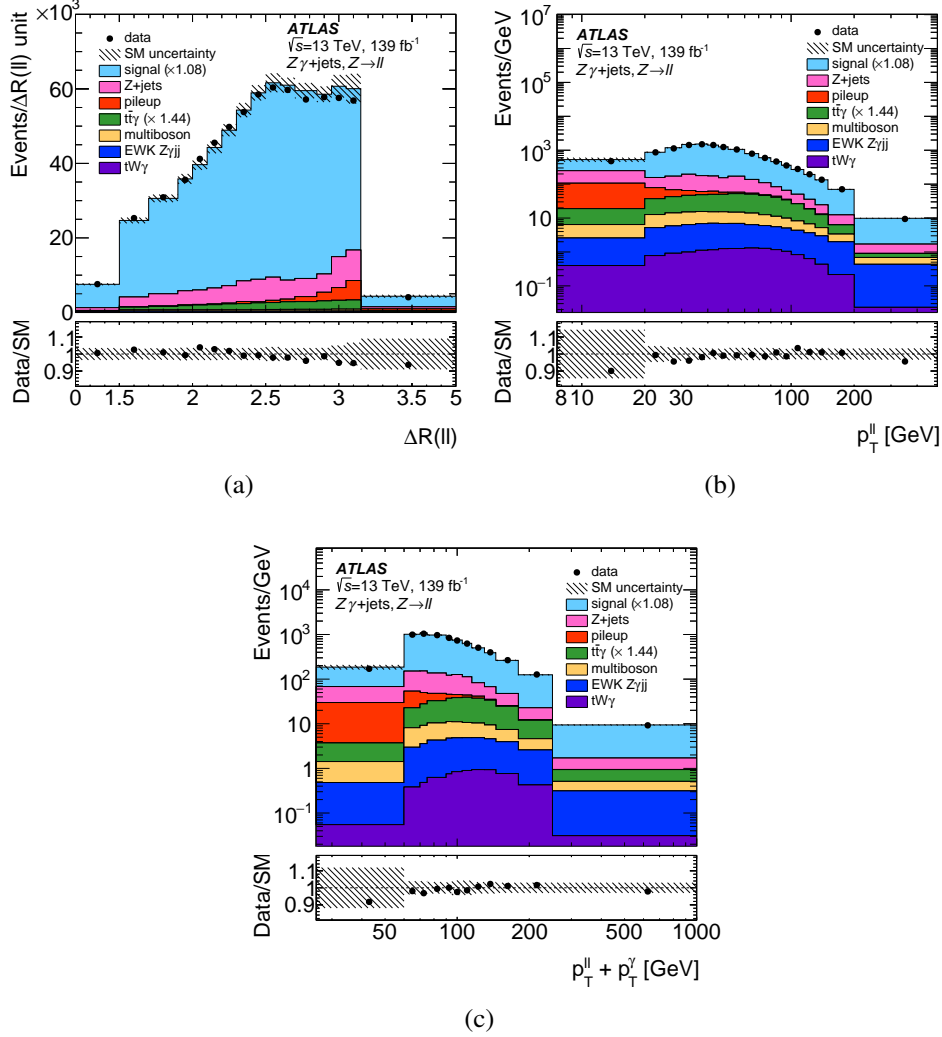 ×10³
Events/ΔR(ll) unit
80
60
40
20
0
data
SM uncertainty
signal (×1.08)
Z+jets
pileup
tt̄γ (× 1.44)
multiboson
EWK Zγjj
tWγ
ATLAS
√s=13 TeV, 139 fb⁻¹
Zγ+jets, Z→ll
Data/SM
1.1
1
0.9
0 1.5 2 2.5 3 3.5 5
ΔR(ll)
(a)
Events/GeV
10⁷
10⁵
10³
10
10⁻¹
ATLAS
√s=13 TeV, 139 fb⁻¹
Zγ+jets, Z→ll
data
SM uncertainty
signal (×1.08)
Z+jets
pileup
tt̄γ (× 1.44)
multiboson
EWK Zγjj
tWγ
Data/SM
1.1
1
0.9
8 10 20 30 100 200
p_T^ll [GeV]
(b)
Events/GeV
10⁴
10³
10²
10
1
10⁻¹
ATLAS
√s=13 TeV, 139 fb⁻¹
Zγ+jets, Z→ll
data
SM uncertainty
signal (×1.08)
Z+jets
pileup
tt̄γ (× 1.44)
multiboson
EWK Zγjj
tWγ
Data/SM
1.1
1
0.9
50 100 200 1000
p_T^ll + p_T^γ [GeV]
(c)